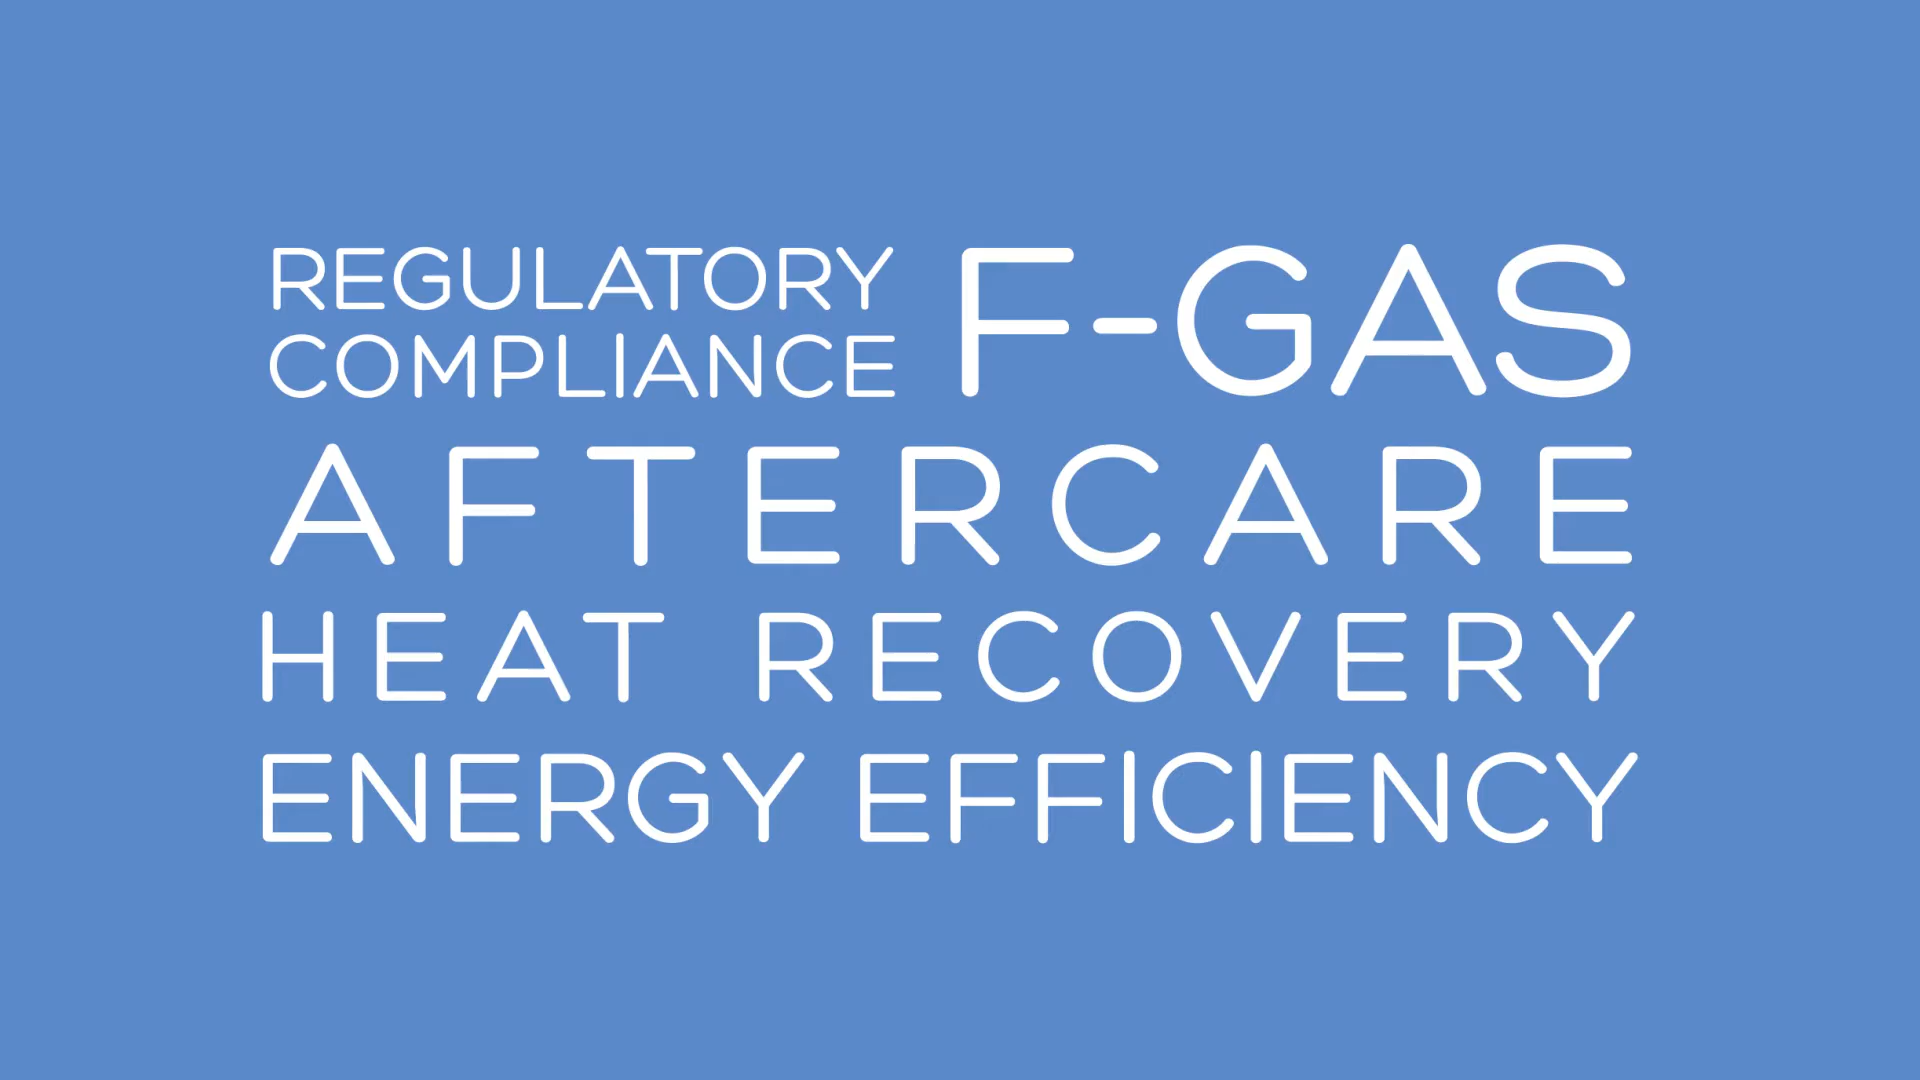 REGULATORY
COMPLIANCE
F-GAS
AFTERCARE
HEAT RECOVERY
ENERGY EFFICIENCY